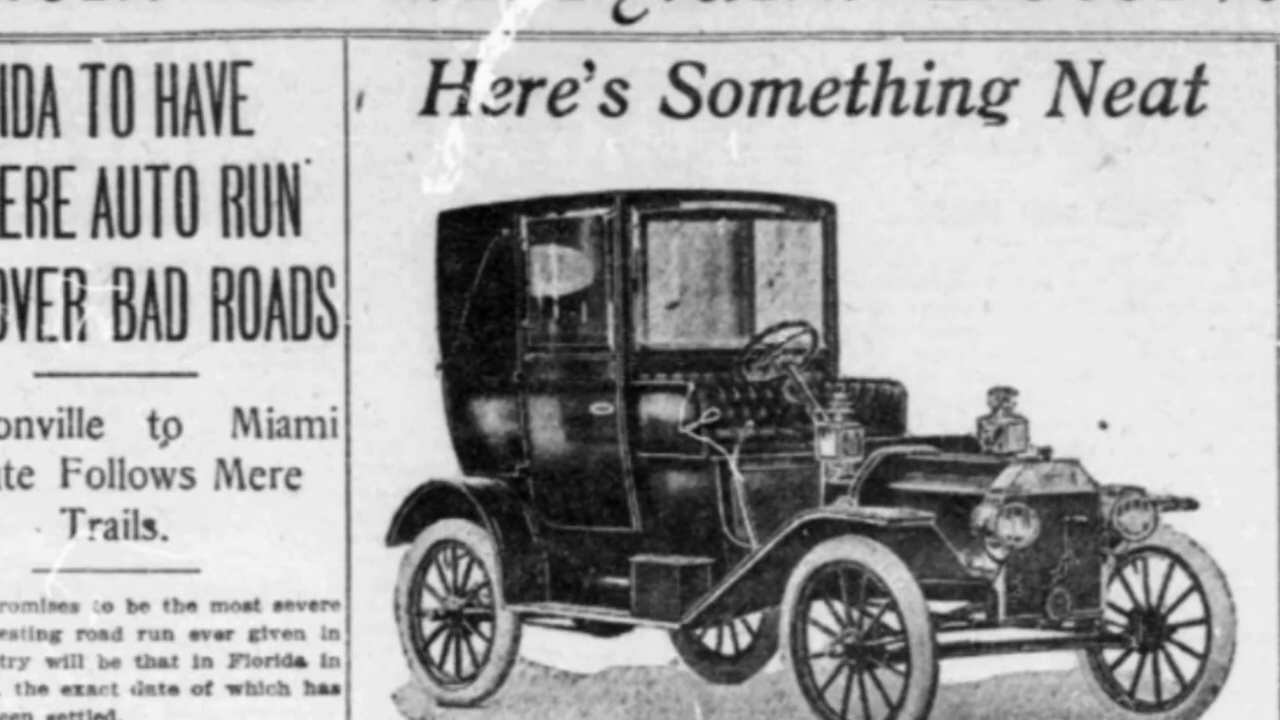 IDA TO HAVE
ERE AUTO RUN
OVER BAD ROADS
onville to Miami
ute Follows Mere
Trails.
romises to be the most severe
esting road run ever given in
try will be that in Florida in
the exact date of which has
een settled.
Here's Something Neat